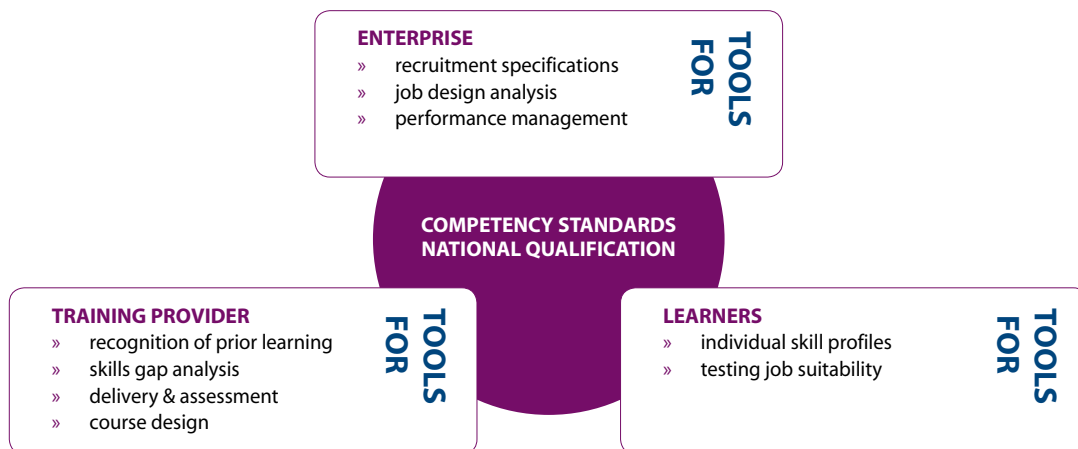 ENTERPRISE
» recruitment specifications
» job design analysis
» performance management
TOOLS
FOR
COMPETENCY STANDARDS
NATIONAL QUALIFICATION
TRAINING PROVIDER
» recognition of prior learning
» skills gap analysis
» delivery & assessment
» course design
TOOLS
FOR
LEARNERS
» individual skill profiles
» testing job suitability
TOOLS
FOR